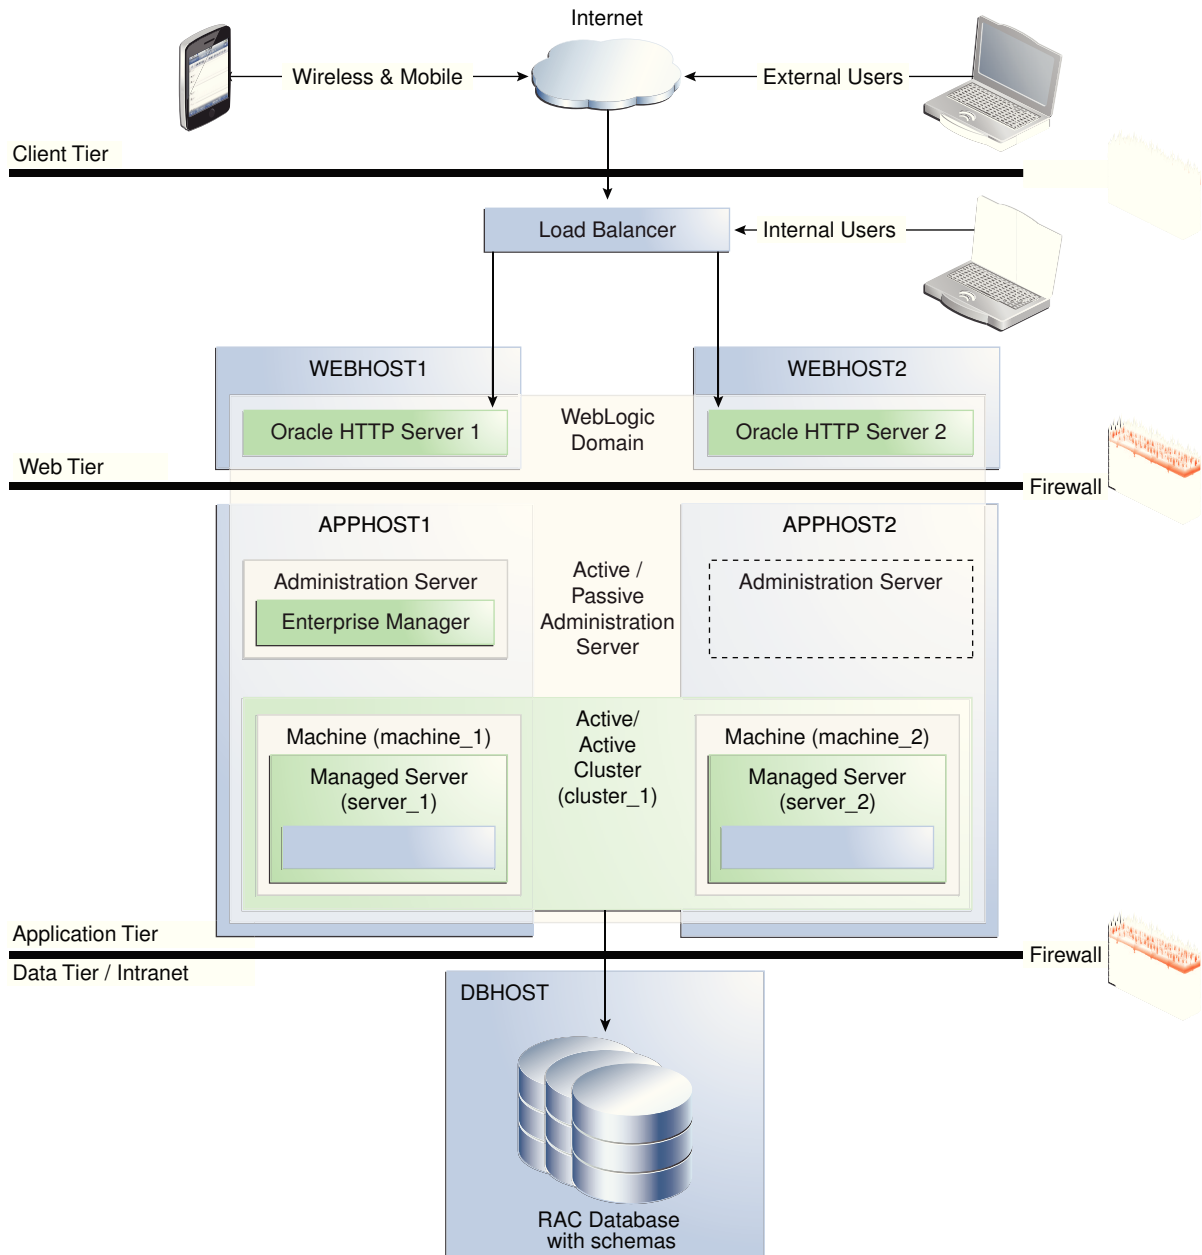 Internet
Wireless & Mobile
External Users
Client Tier
Load Balancer
Internal Users
WEBHOST1
WEBHOST2
Oracle HTTP Server 1
WebLogic
Domain
Oracle HTTP Server 2
Web Tier
Firewall
APPHOST1
APPHOST2
Administration Server
Enterprise Manager
Active /
Passive
Administration
Server
Administration Server
Machine (machine_1)
Managed Server
(server_1)
Active/
Active
Cluster
(cluster_1)
Machine (machine_2)
Managed Server
(server_2)
Application Tier
Firewall
Data Tier / Intranet
DBHOST
RAC Database
with schemas